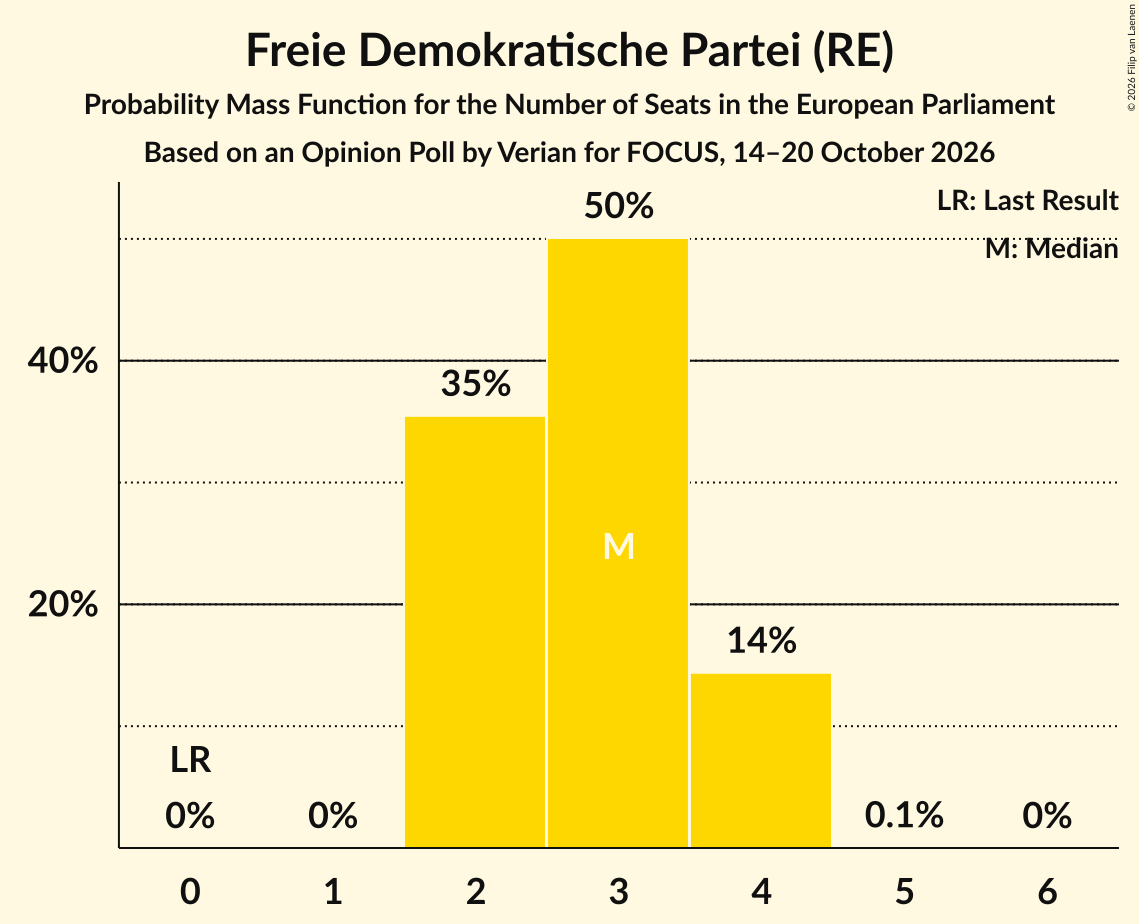 Freie Demokratische Partei (RE)
Probability Mass Function for the Number of Seats in the European Parliament
Based on an Opinion Poll by Verian for FOCUS, 14–20 October 2026
© 2026 Filip van Laenen
LR: Last Result
M: Median
50%
40%
35%
M
20%
14%
LR
0%
0%
0.1%
0%
0
1
2
3
4
5
6